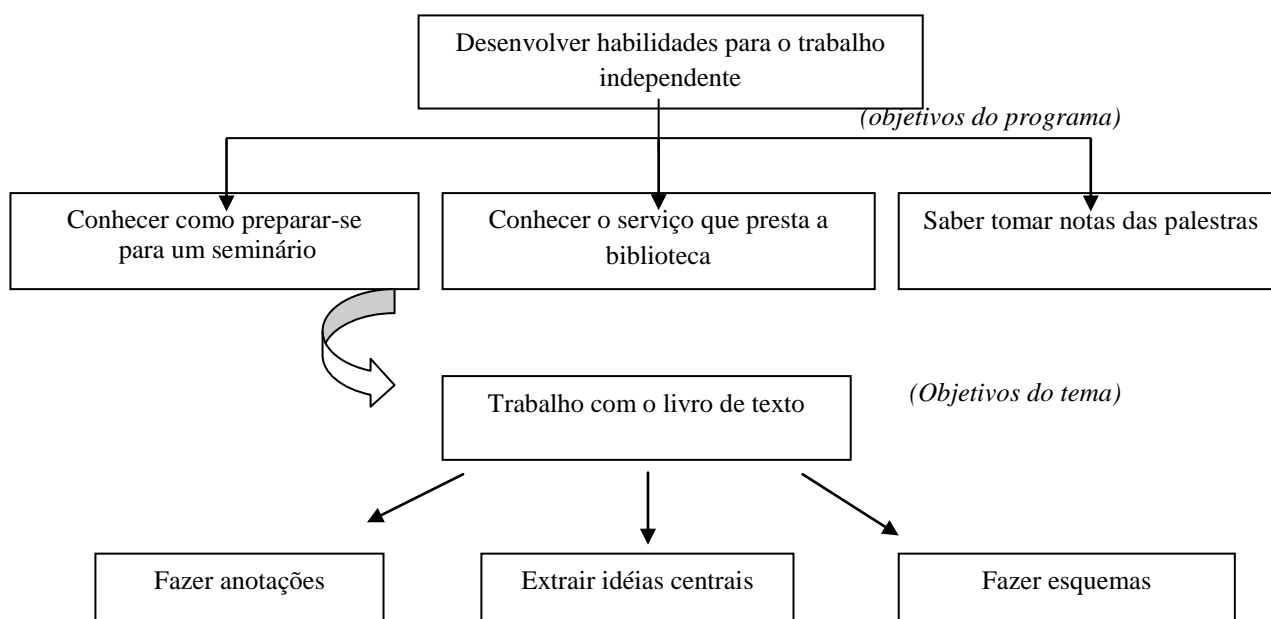 Desenvolver habilidades para o trabalho
independente
(objetivos do programa)
Conhecer como preparar-se
para um seminário
Conhecer o serviço que presta a
biblioteca
Saber tomar notas das palestras
Trabalho com o livro de texto
(Objetivos do tema)
Fazer anotações
Extrair idéias centrais
Fazer esquemas